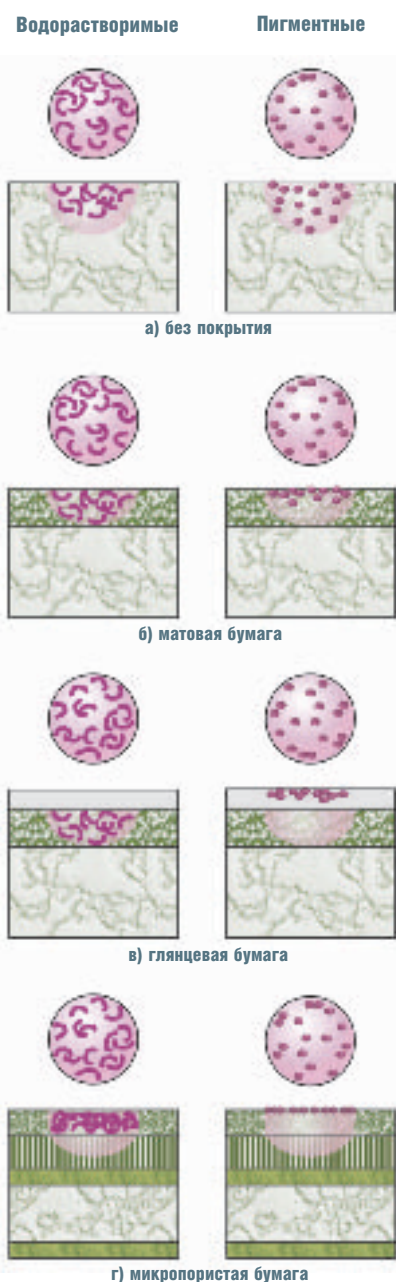 Водорастворимые Пигментные
а) без покрытия
б) матовая бумага
в) глянцевая бумага
г) микропористая бумага